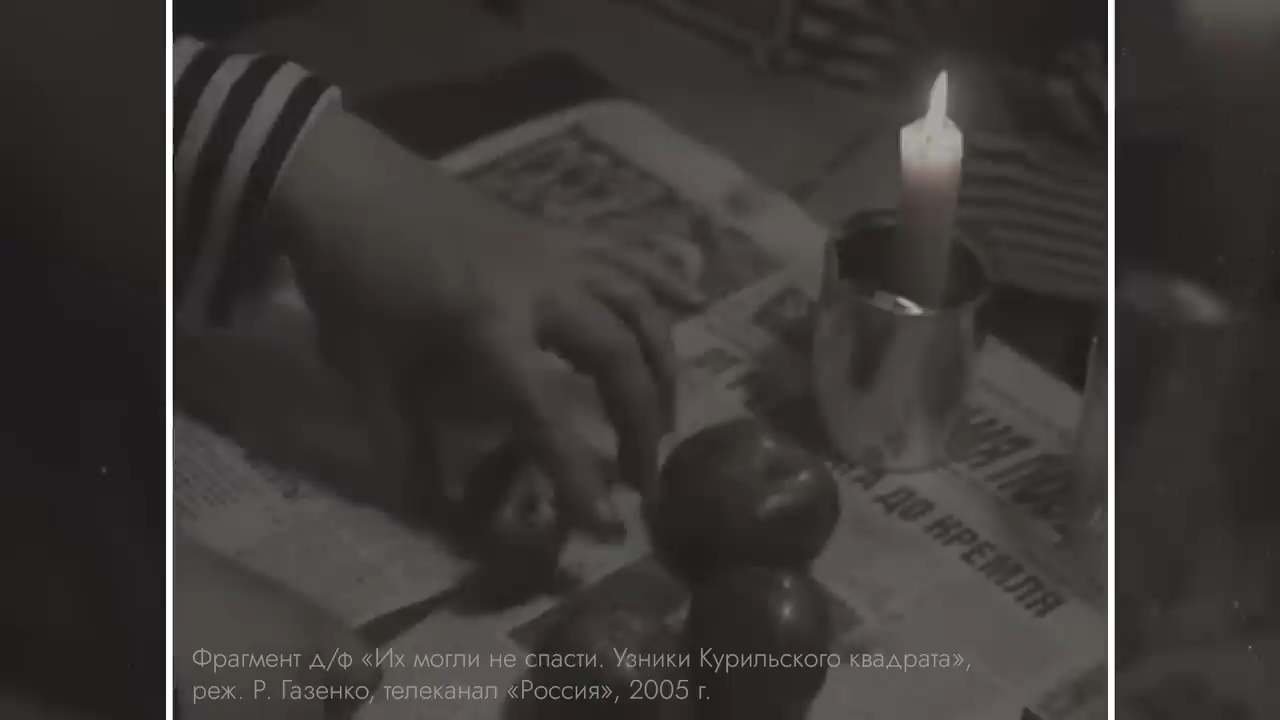 ДО КРЕМЛЯ
Фрагмент д/ф «Их могли не спасти. Узники Курильского квадрата»,
реж. Р. Газенко, телеканал «Россия», 2005 г.